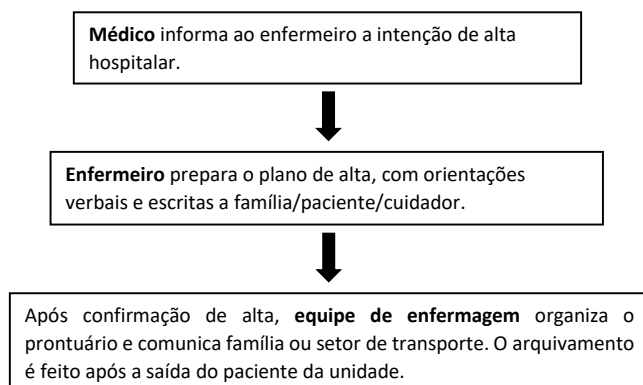 Médico informa ao enfermeiro a intenção de alta
hospitalar.
Enfermeiro prepara o plano de alta, com orientações
verbais e escritas a família/paciente/cuidador.
Após confirmação de alta, equipe de enfermagem organiza o
prontuário e comunica família ou setor de transporte. O arquivamento
é feito após a saída do paciente da unidade.